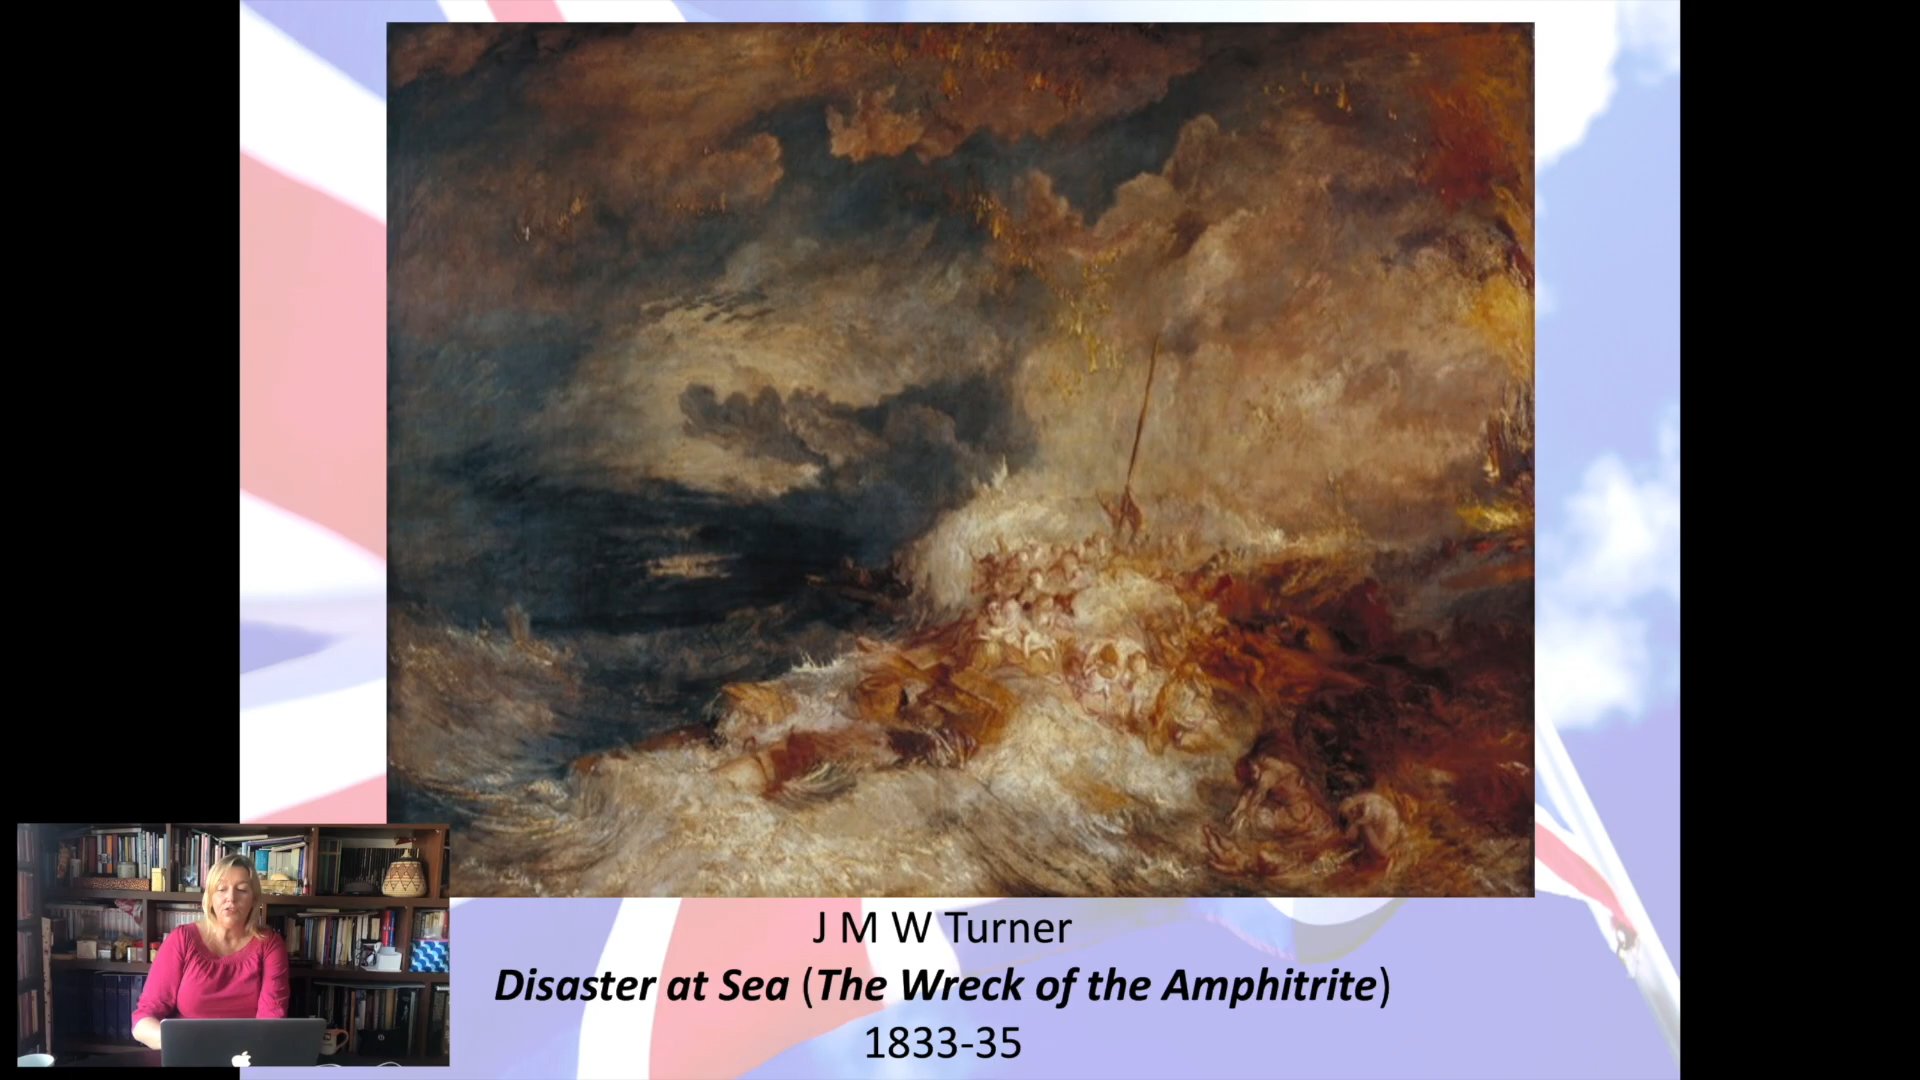 J M W Turner
Disaster at Sea (The Wreck of the Amphitrite)
1833-35